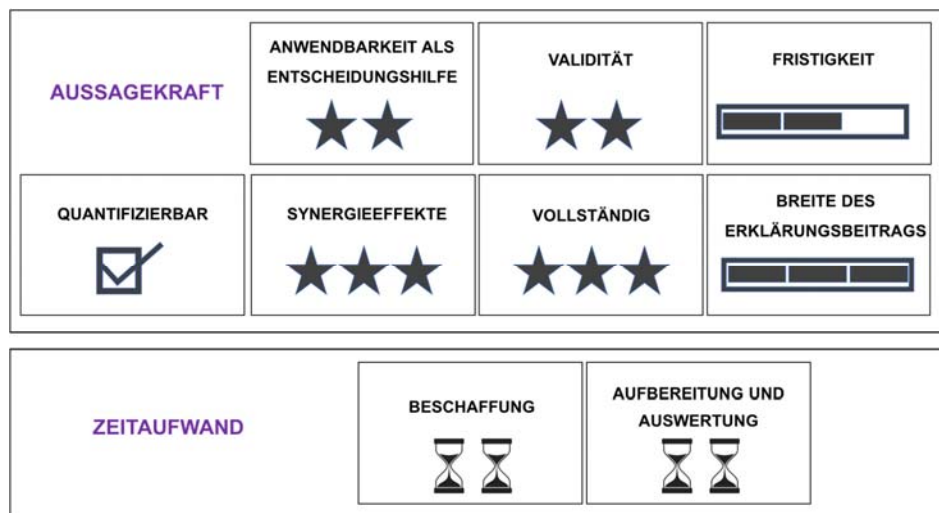 AUSSAGEKRAFT
ANWENDBARKEIT ALS
ENTSCHEIDUNGSHILFE
VALIDITÄT
FRISTIGKEIT
QUANTIFIZIERBAR
SYNERGIEEFFEKTE
VOLLSTÄNDIG
BREITE DES
ERKLÄRUNGSBEITRAGS
ZEITAUFWAND
BESCHAFFUNG
AUFBEREITUNG UND
AUSWERTUNG